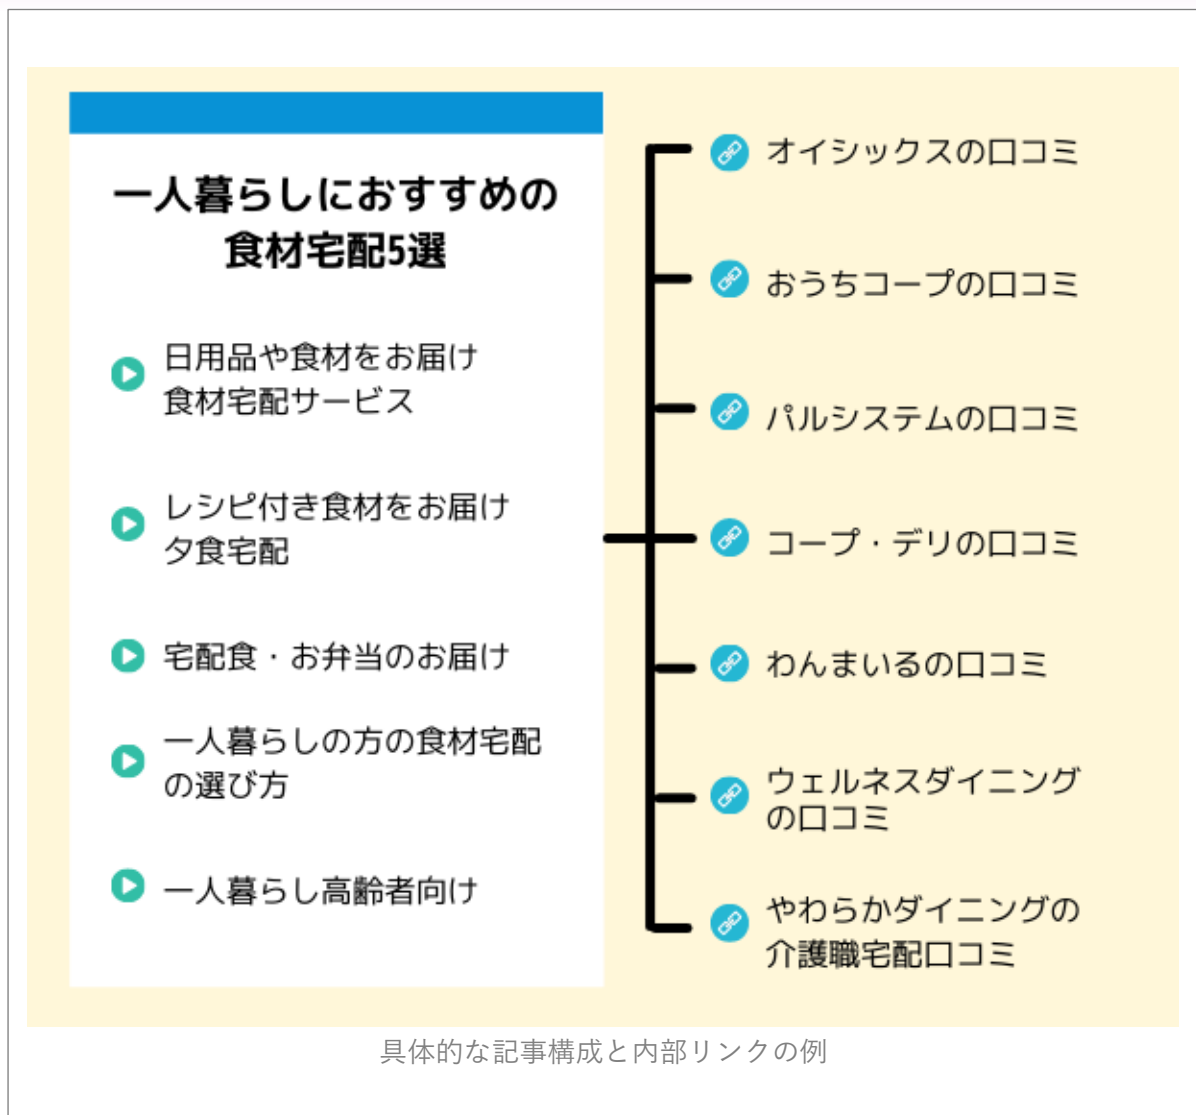 一人暮らしにおすすめの
食材宅配5選
日用品や食材をお届け
食材宅配サービス
レシピ付き食材をお届け
夕食宅配
宅配食・お弁当のお届け
一人暮らしの方の食材宅配
の選び方
一人暮らし高齢者向け
オイシックスの口コミ
おうちコープの口コミ
パルシステムの口コミ
コープ・デリの口コミ
わんまいるの口コミ
ウェルネスダイニング
の口コミ
やわらかダイニングの
介護職宅配口コミ
具体的な記事構成と内部リンクの例